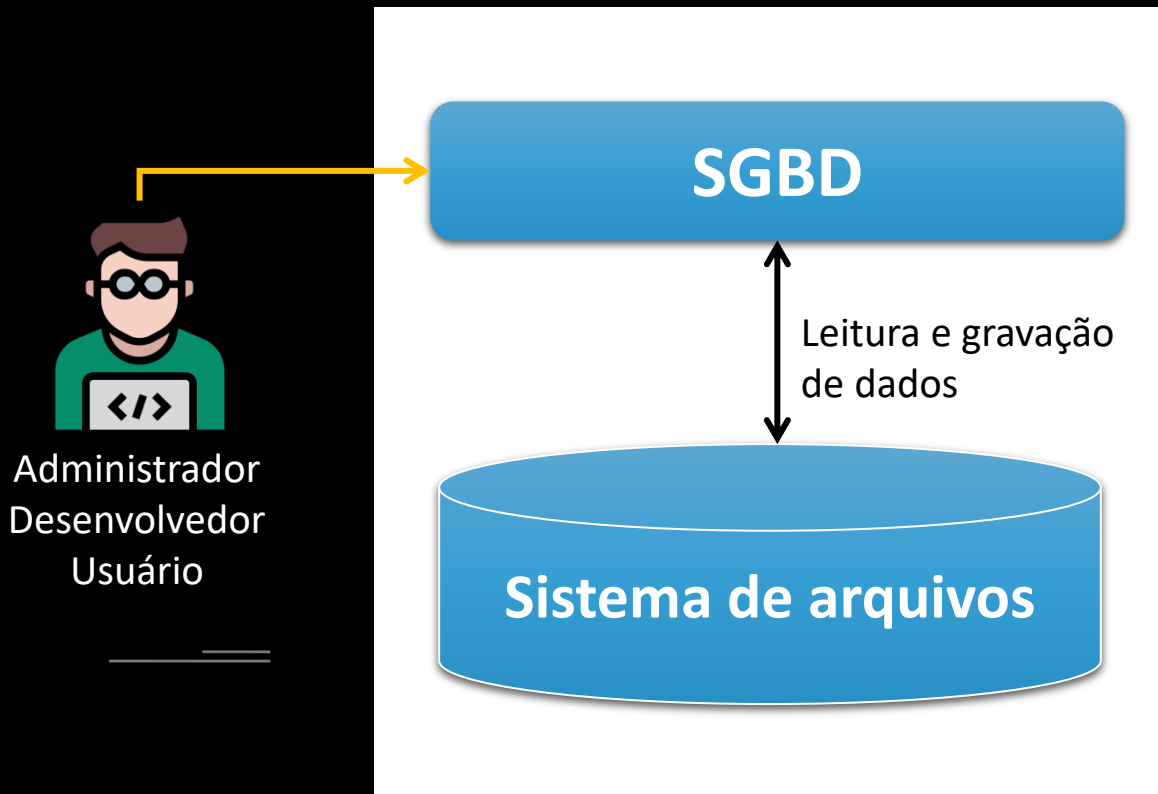 SGBD
Leitura e gravação
de dados
</>
Administrador
Desenvolvedor
Usuário
Sistema de arquivos